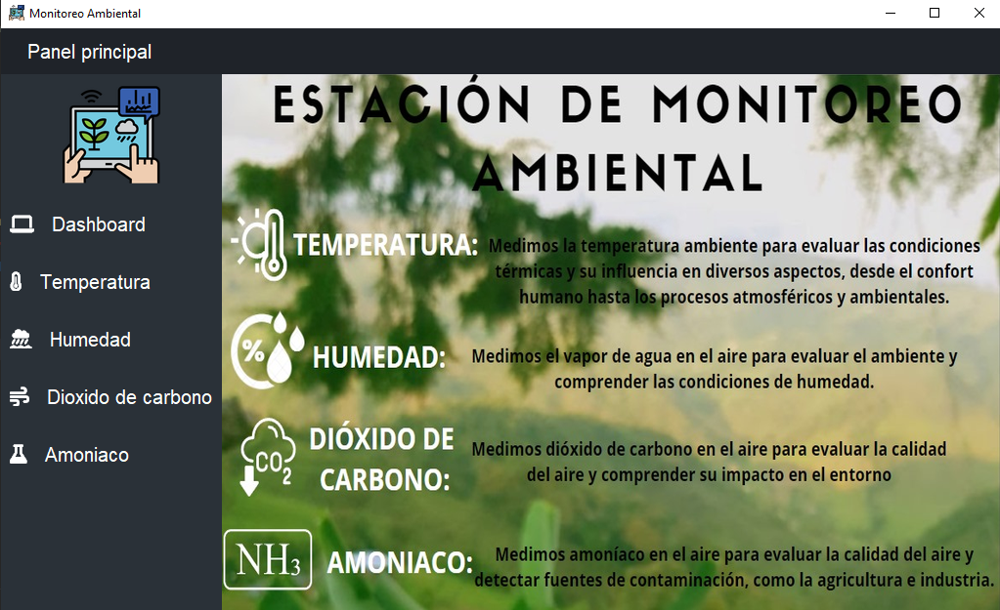 Monitoreo Ambiental
Panel principal
Dashboard
Temperatura
Humedad
Dioxido de carbono
Amoniaco
ESTACIÓN DE MONITOREO
AMBIENTAL
TEMPERATURA:
Medimos la temperatura ambiente para evaluar las condiciones
térmicas y su influencia en diversos aspectos, desde el confort
humano hasta los procesos atmosféricos y ambientales.
%
HUMEDAD:
Medimos el vapor de agua en el aire para evaluar el ambiente y
comprender las condiciones de humedad.
CO2
DIÓXIDO DE
CARBONO:
Medimos dióxido de carbono en el aire para evaluar la calidad
del aire y comprender su impacto en el entorno
NH3
AMONIACO:
Medimos amoníaco en el aire para evaluar la calidad del aire y
detectar fuentes de contaminación, como la agricultura e industria.